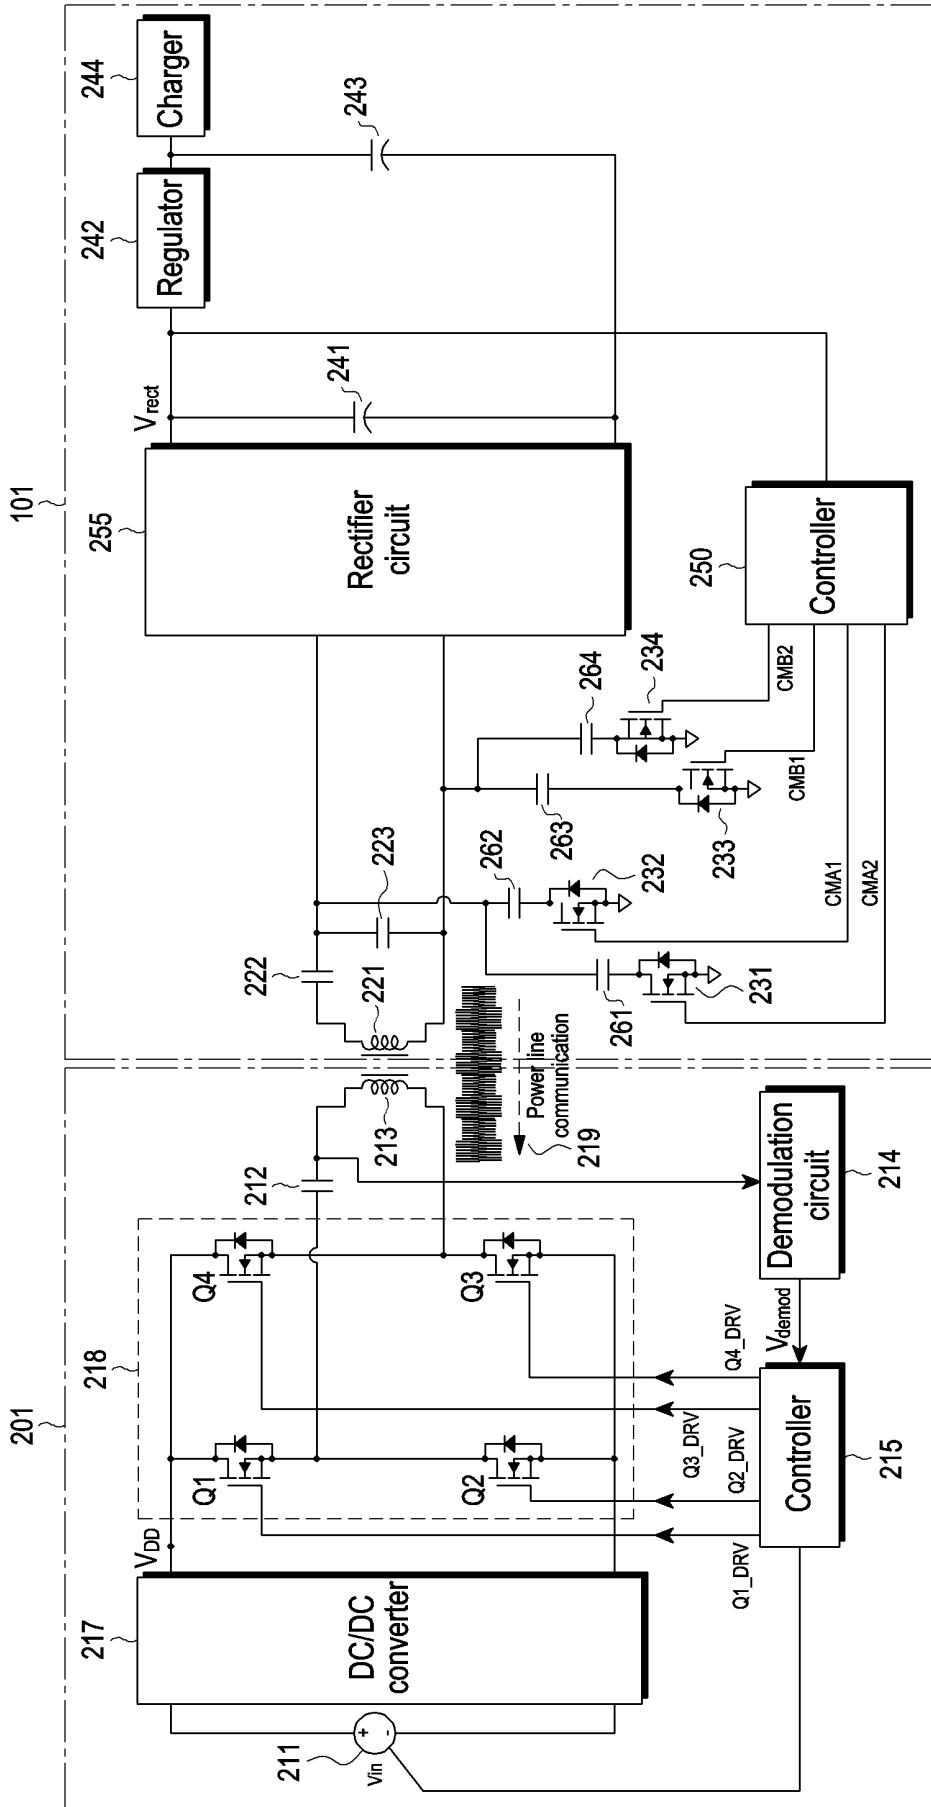 201
101
217
DC/DC
converter
211
Vin
+
-
VDD
218
Q1
Q4
Q2
Q3
212
213
221
222
223
219
Power line
communication
Q1_DRV
Q2_DRV
Q3_DRV
Q4_DRV
Controller
215
Vdemod
Demodulation
circuit
214
255
Rectifier
circuit
Vrect
241
242
Regulator
243
244
Charger
261
262
263
264
231
232
233
234
CMA2
CMA1
CMB1
CMB2
250
Controller